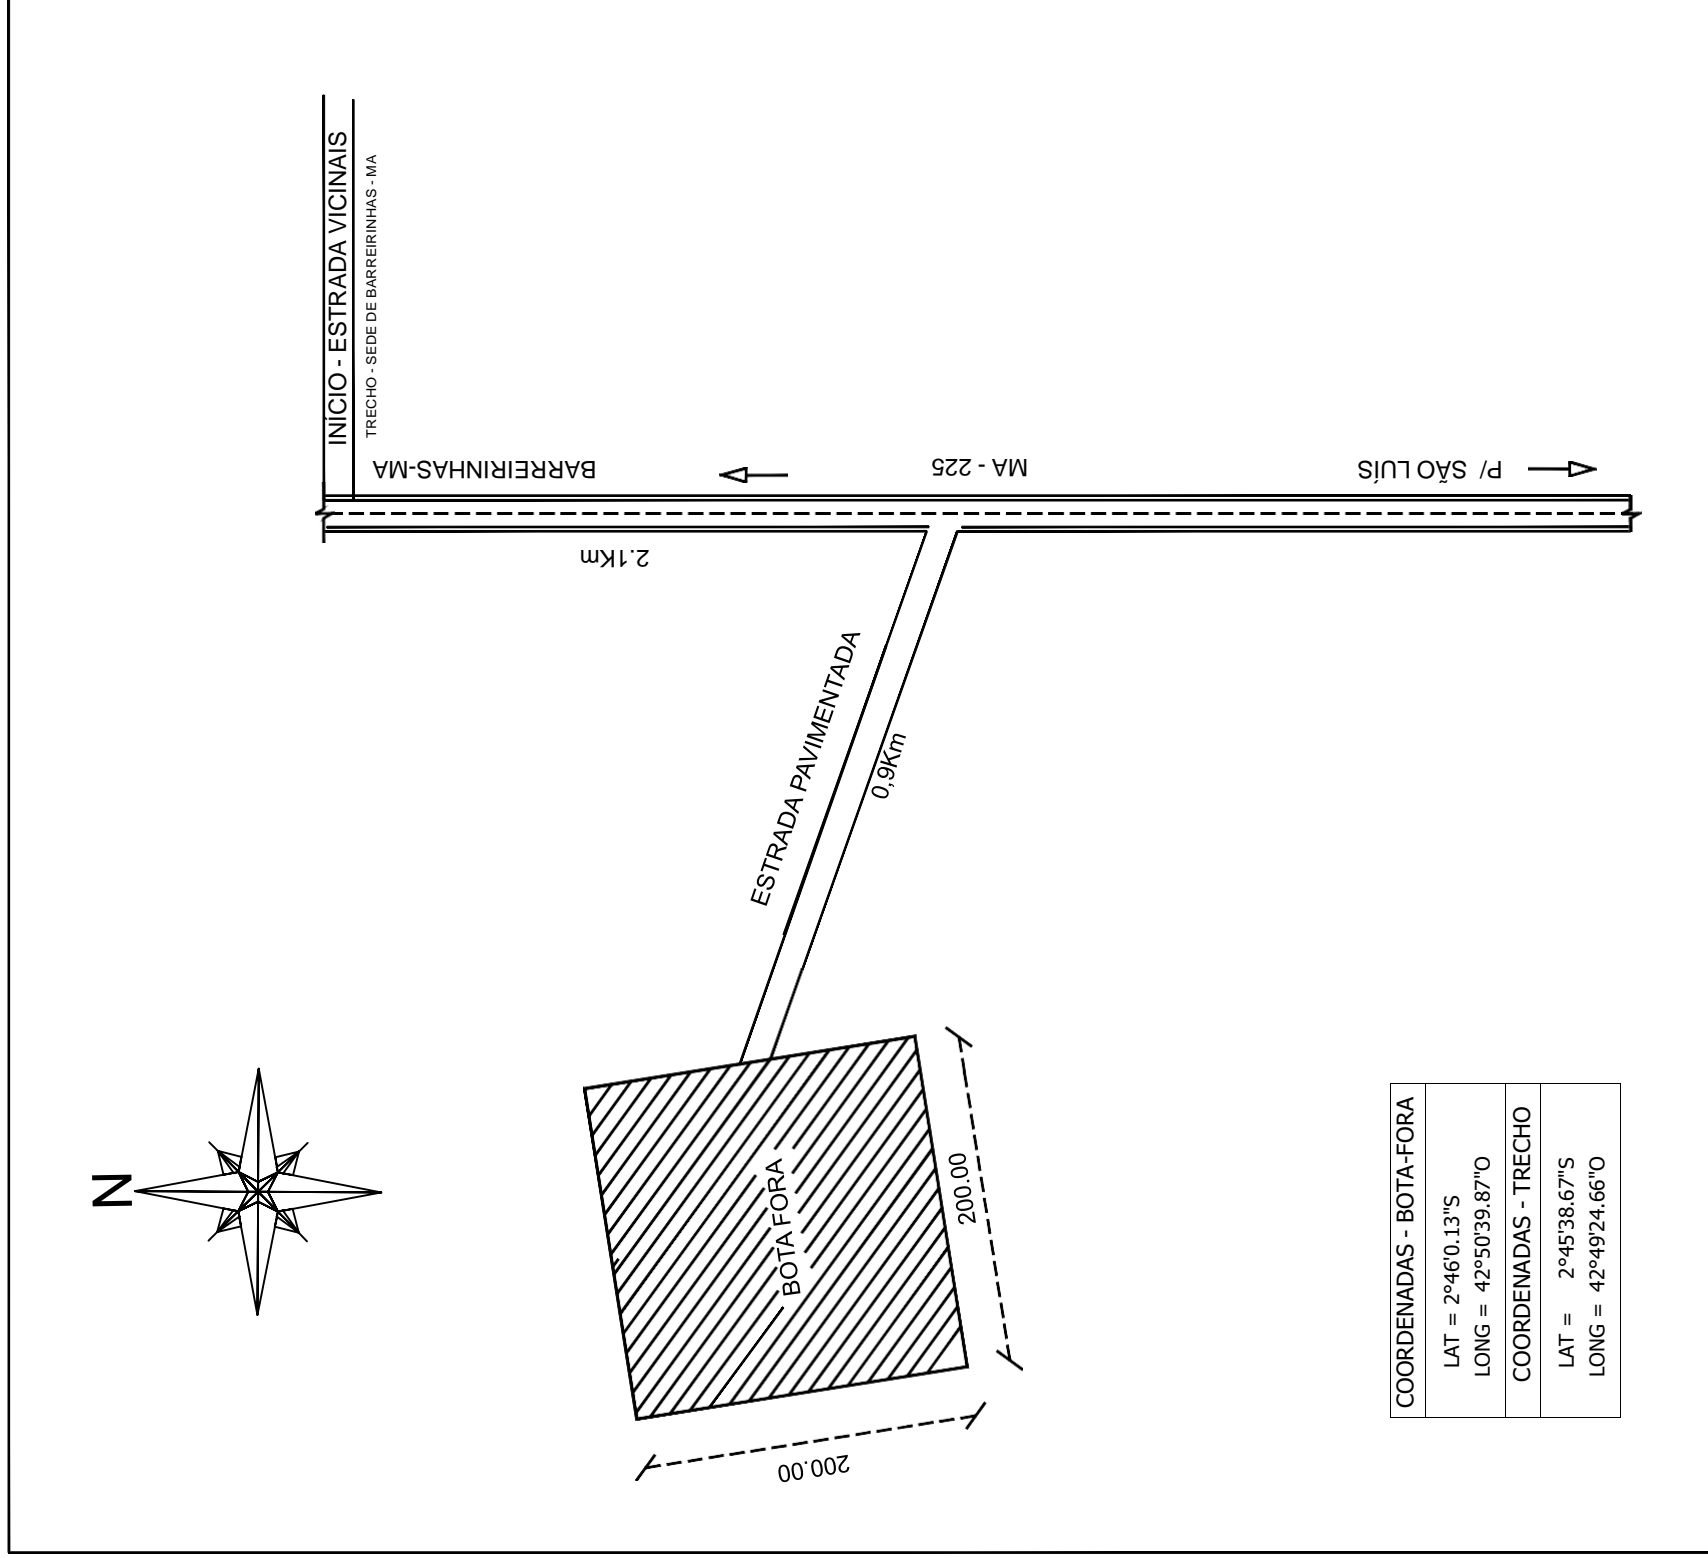 INÍCIO - ESTRADA VICINAIS
TRECHO - SEDE DE BARREIRINHAS - MA
BARREIRINHAS-MA
MA - 225
P/ SÃO LUÍS
2.1Km
ESTRADA PAVIMENTADA
0,9Km
N
BOTA FORA
200.00
200.00
COORDENADAS - BOTA-FORA
LAT = 2°46'0.13"S
LONG = 42°50'39.87"O
COORDENADAS - TRECHO
LAT = 2°45'38.67"S
LONG = 42°49'24.66"O